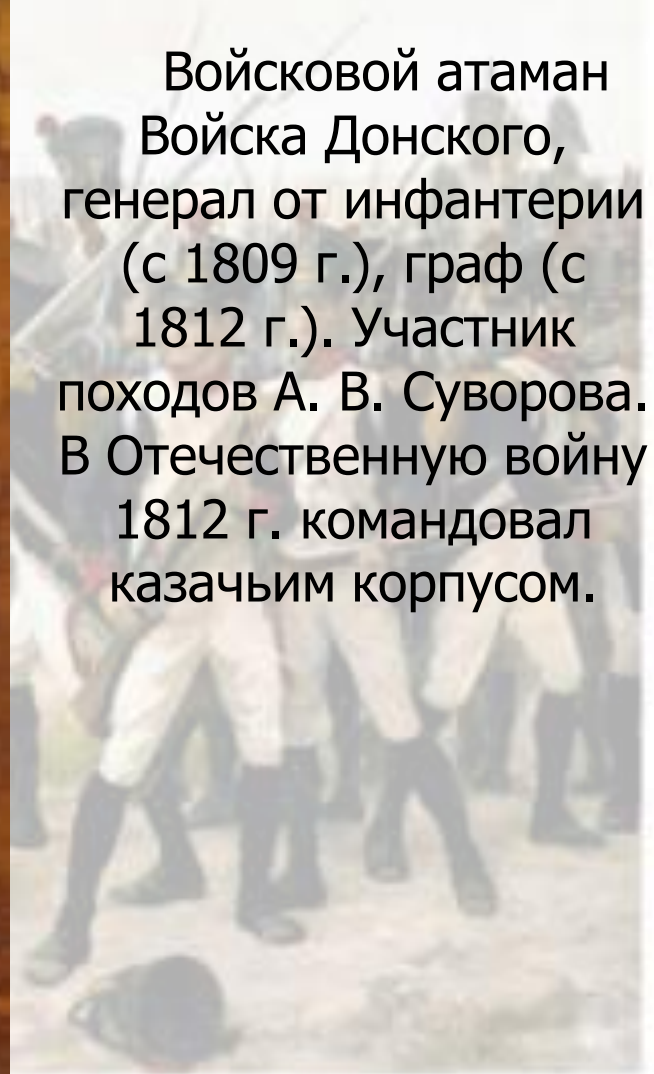 Войсковой атаман
Войска Донского,
генерал от инфантерии
(с 1809 г.), граф (с
1812 г.). Участник
походов А. В. Суворова.
В Отечественную войну
1812 г. командовал
казачьим корпусом.